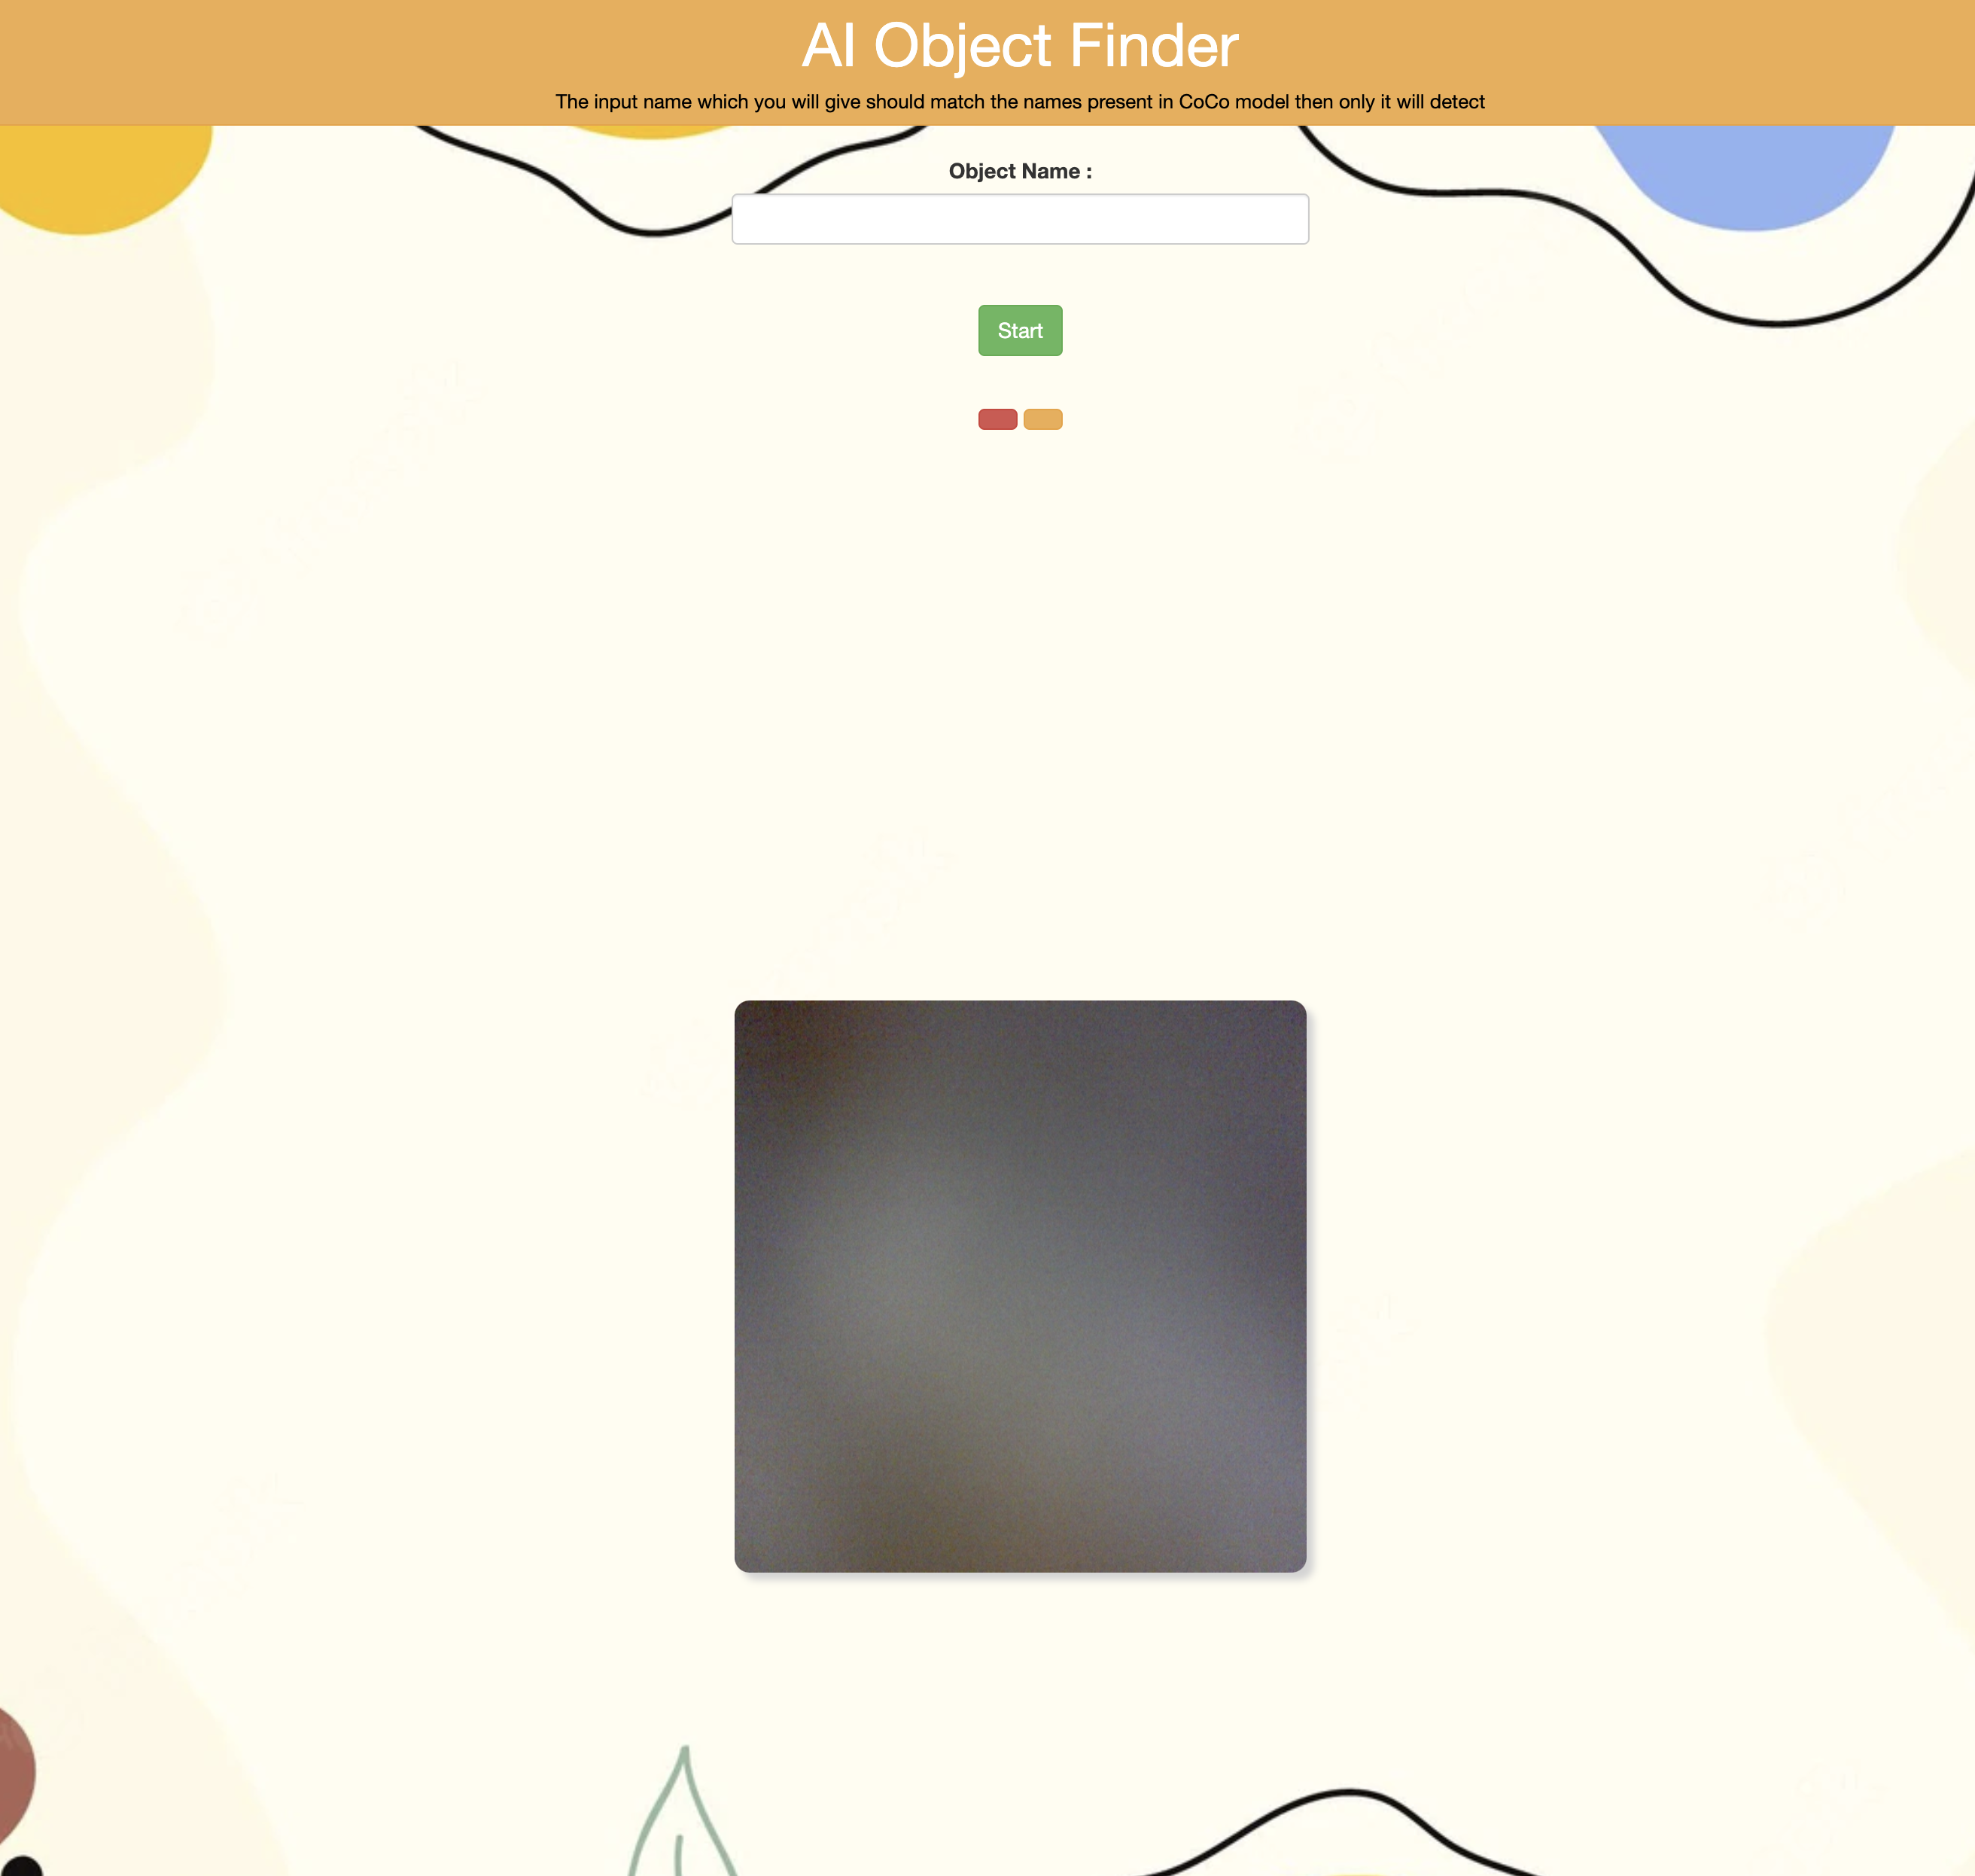 AI Object Finder
The input name which you will give should match the names present in CoCo model then only it will detect
Object Name :
Start